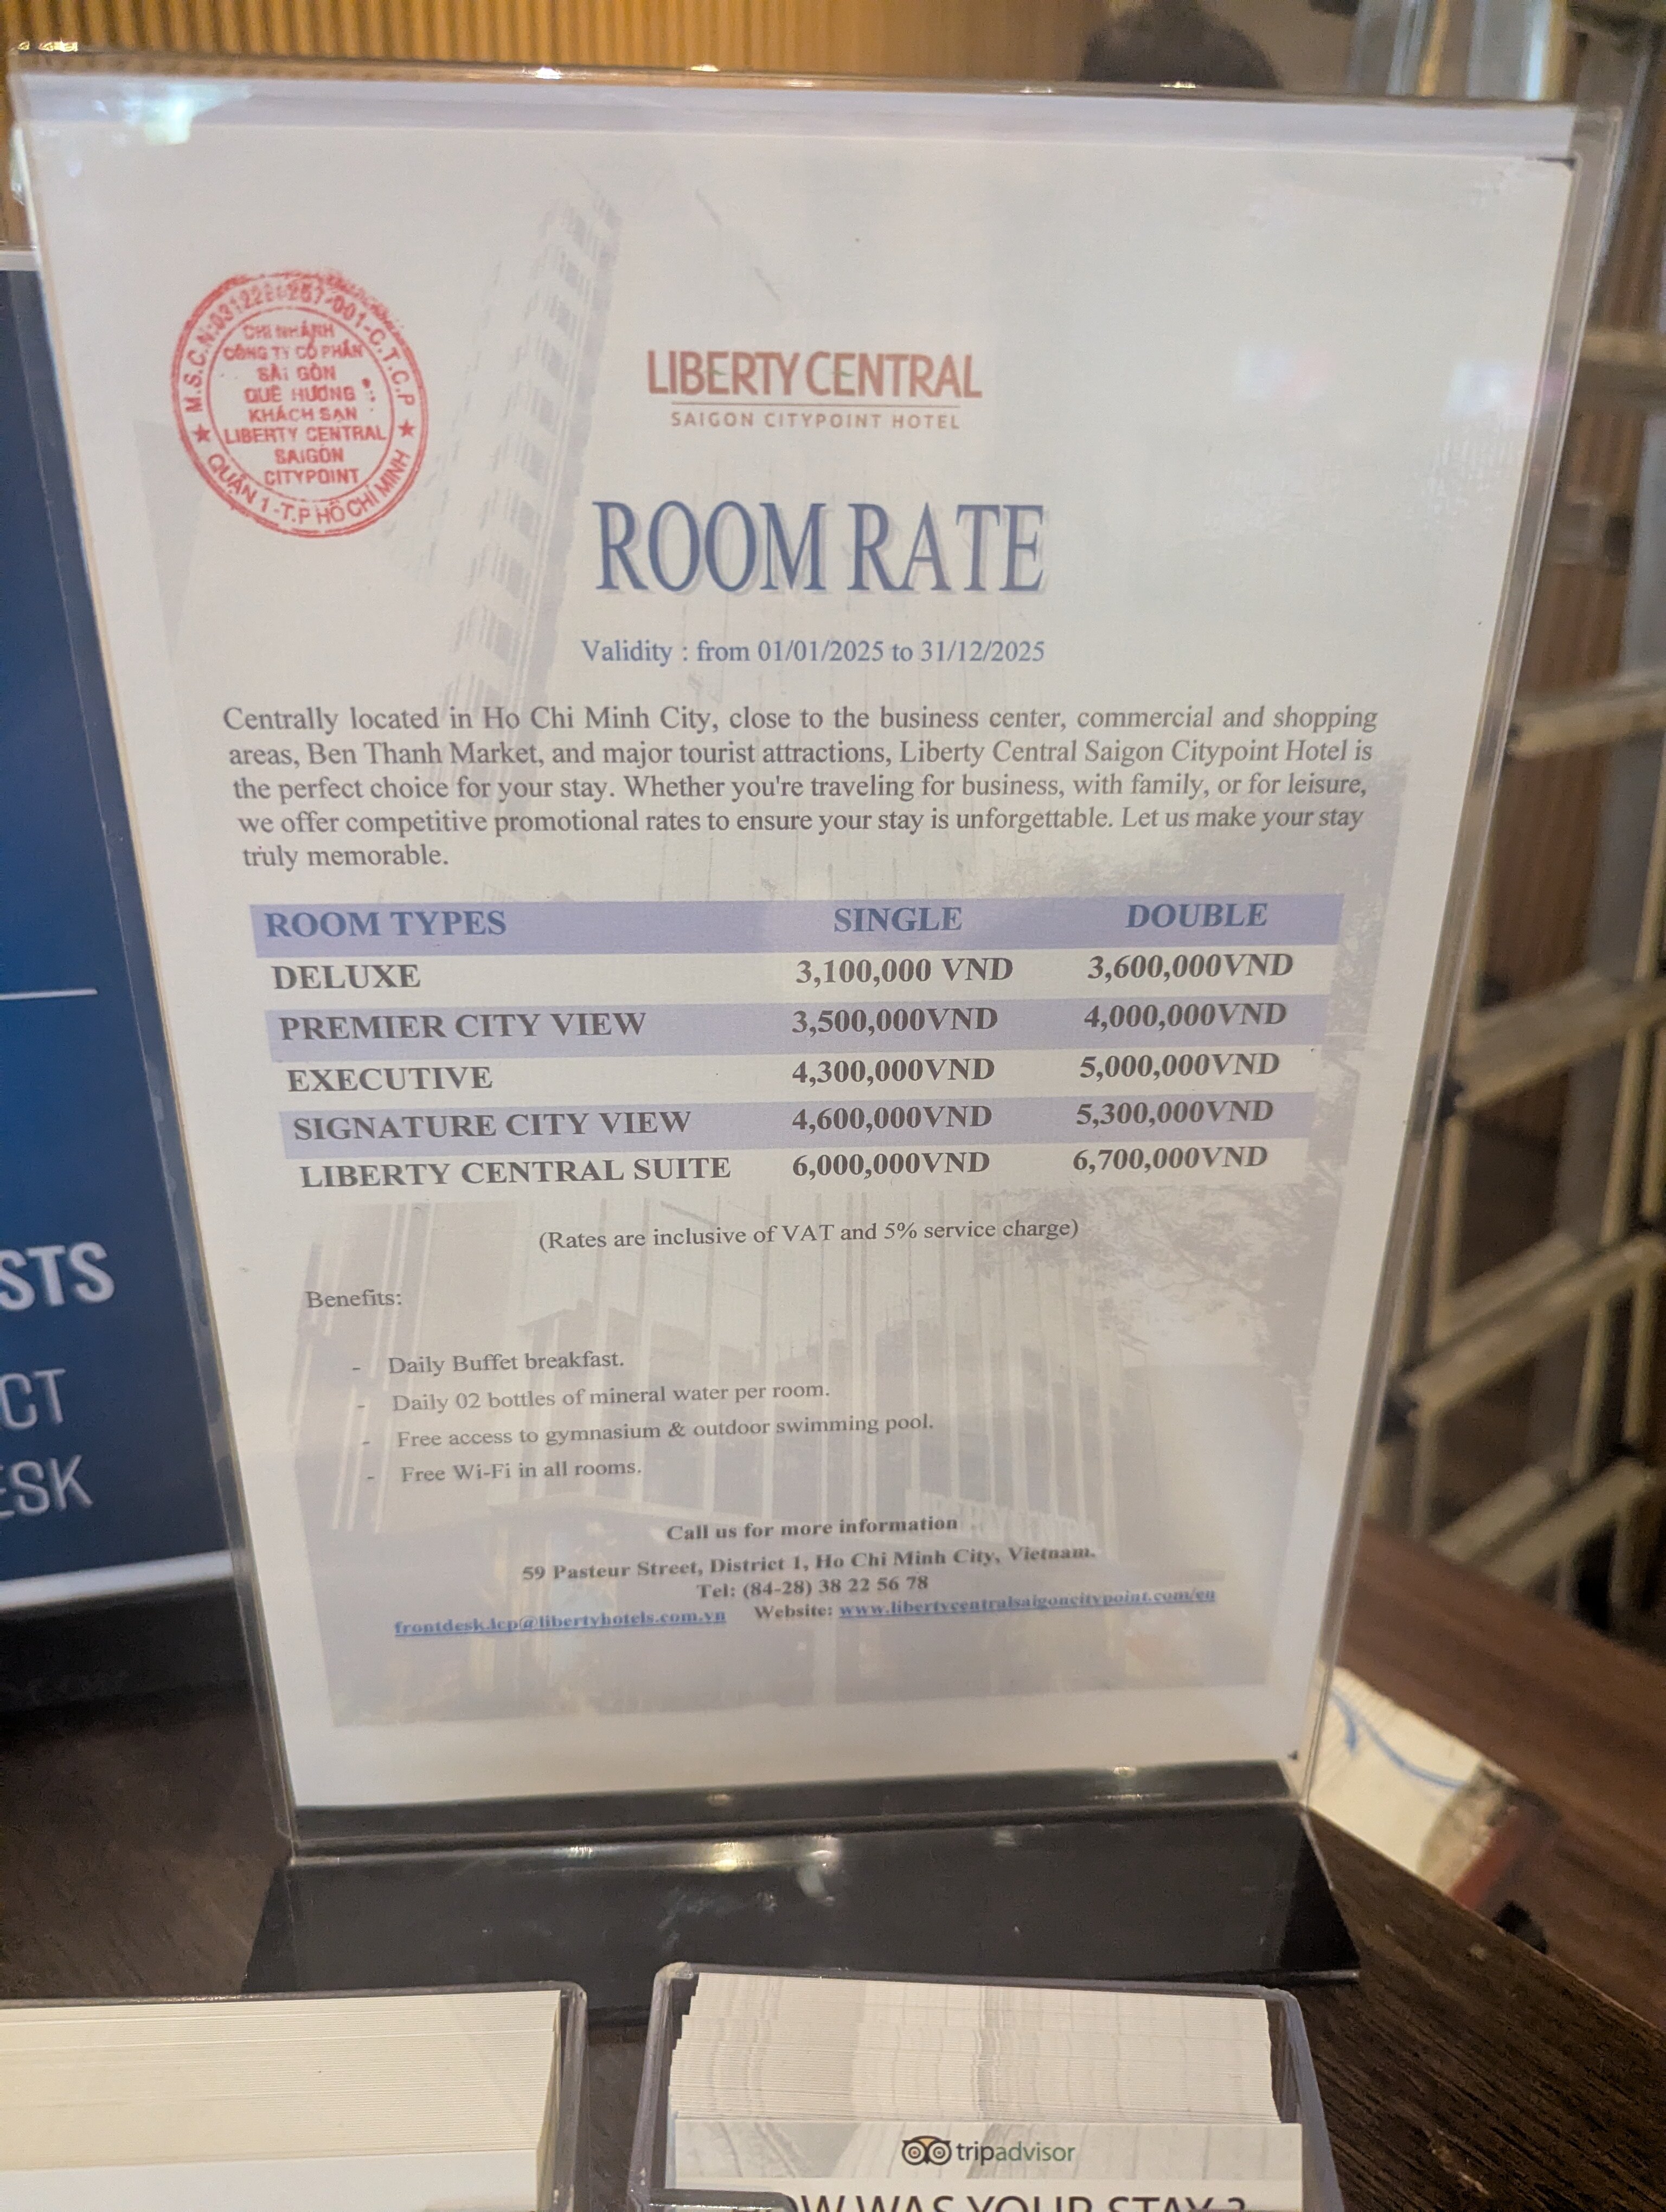 M.S.C.N:
-001-C.T.C.P
CHI NHÁNH
CÔNG TY CỔ PHẦN
SÀI GÒN
QUÊ HƯƠNG
KHÁCH SẠN
LIBERTY CENTRAL
SAIGON
CITYPOINT
QUẬN 1 - T.P HỒ CHÍ MINH
LIBERTY CENTRAL
SAIGON CITYPOINT HOTEL
ROOM RATE
Validity : from 01/01/2025 to 31/12/2025
Centrally located in Ho Chi Minh City, close to the business center, commercial and shopping
areas, Ben Thanh Market, and major tourist attractions, Liberty Central Saigon Citypoint Hotel is
the perfect choice for your stay. Whether you're traveling for business, with family, or for leisure,
we offer competitive promotional rates to ensure your stay is unforgettable. Let us make your stay
truly memorable.
ROOM TYPES SINGLE DOUBLE
DELUXE 3,100,000 VND 3,600,000VND
PREMIER CITY VIEW 3,500,000VND 4,000,000VND
EXECUTIVE 4,300,000VND 5,000,000VND
SIGNATURE CITY VIEW 4,600,000VND 5,300,000VND
LIBERTY CENTRAL SUITE 6,000,000VND 6,700,000VND
(Rates are inclusive of VAT and 5% service charge)
Benefits:
- Daily Buffet breakfast.
- Daily 02 bottles of mineral water per room.
- Free access to gymnasium & outdoor swimming pool.
- Free Wi-Fi in all rooms.
Call us for more information
59 Pasteur Street, District 1, Ho Chi Minh City, Vietnam.
Tel: (84-28) 38 22 56 78
frontdesk.lcp@libertyhotels.com.vn Website: www.libertycentralsaigoncitypoint.com/en
STS
CT
ESK
tripadvisor
OW WAS YOUR STAY ?